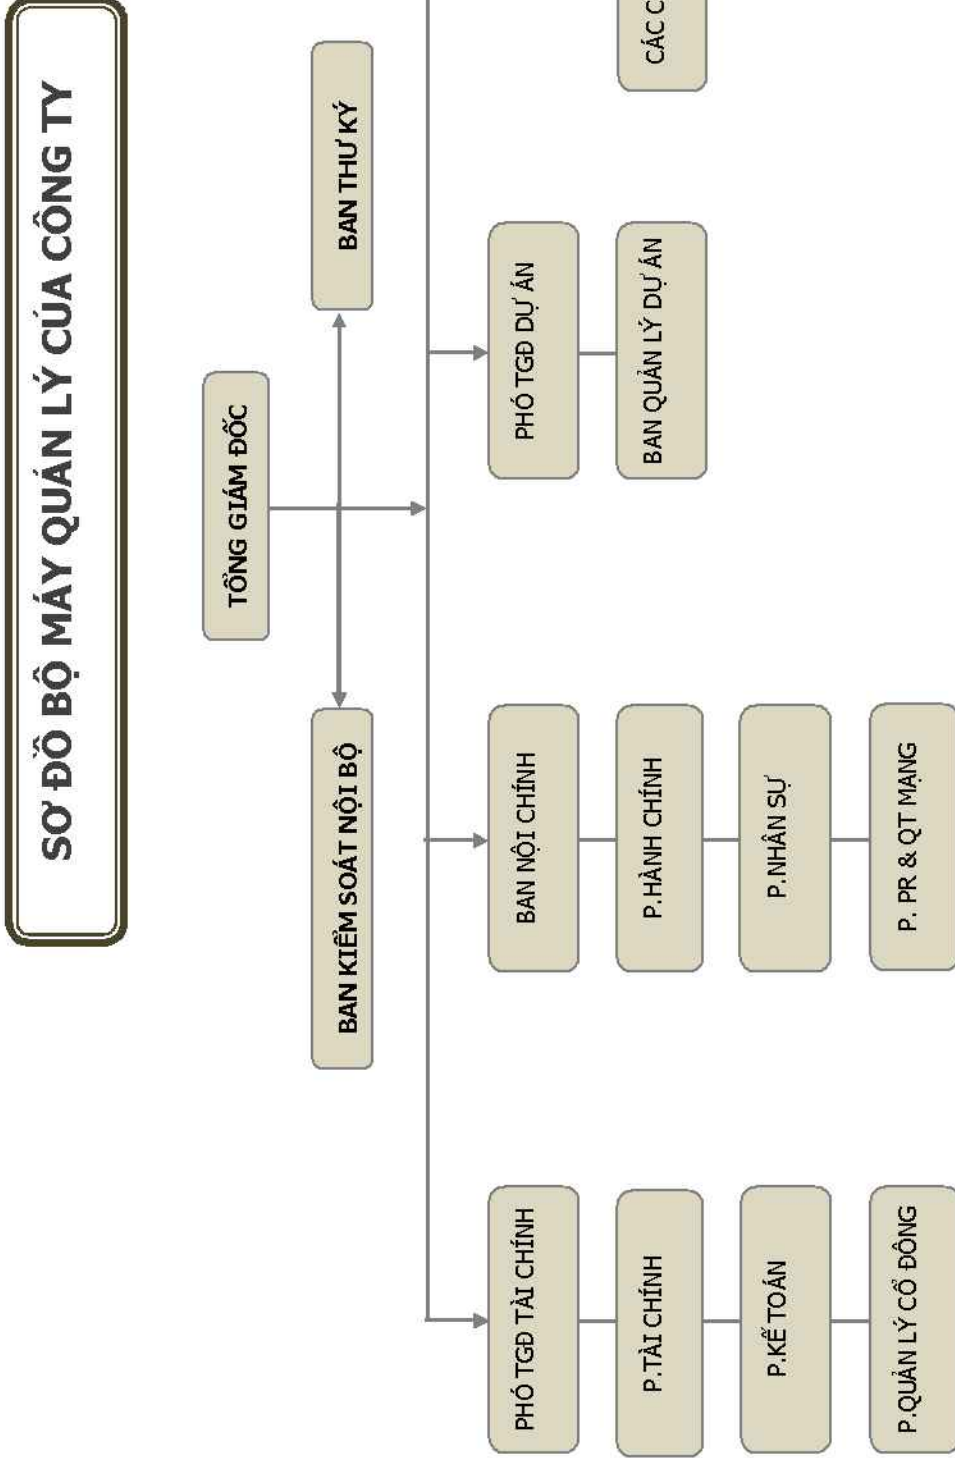 SƠ ĐỒ BỘ MÁY QUẢN LÝ CỦA CÔNG TY
TỔNG GIÁM ĐỐC
BAN KIỂM SOÁT NỘI BỘ
BAN THƯ KÝ
PHÓ TGĐ TÀI CHÍNH
BAN NỘI CHÍNH
PHÓ TGĐ DỰ ÁN
P.TÀI CHÍNH
P.HÀNH CHÍNH
BAN QUẢN LÝ DỰ ÁN
CÁC C
P.KẾ TOÁN
P.NHÂN SỰ
P.QUẢN LÝ CỔ ĐÔNG
P. PR & QT MẠNG